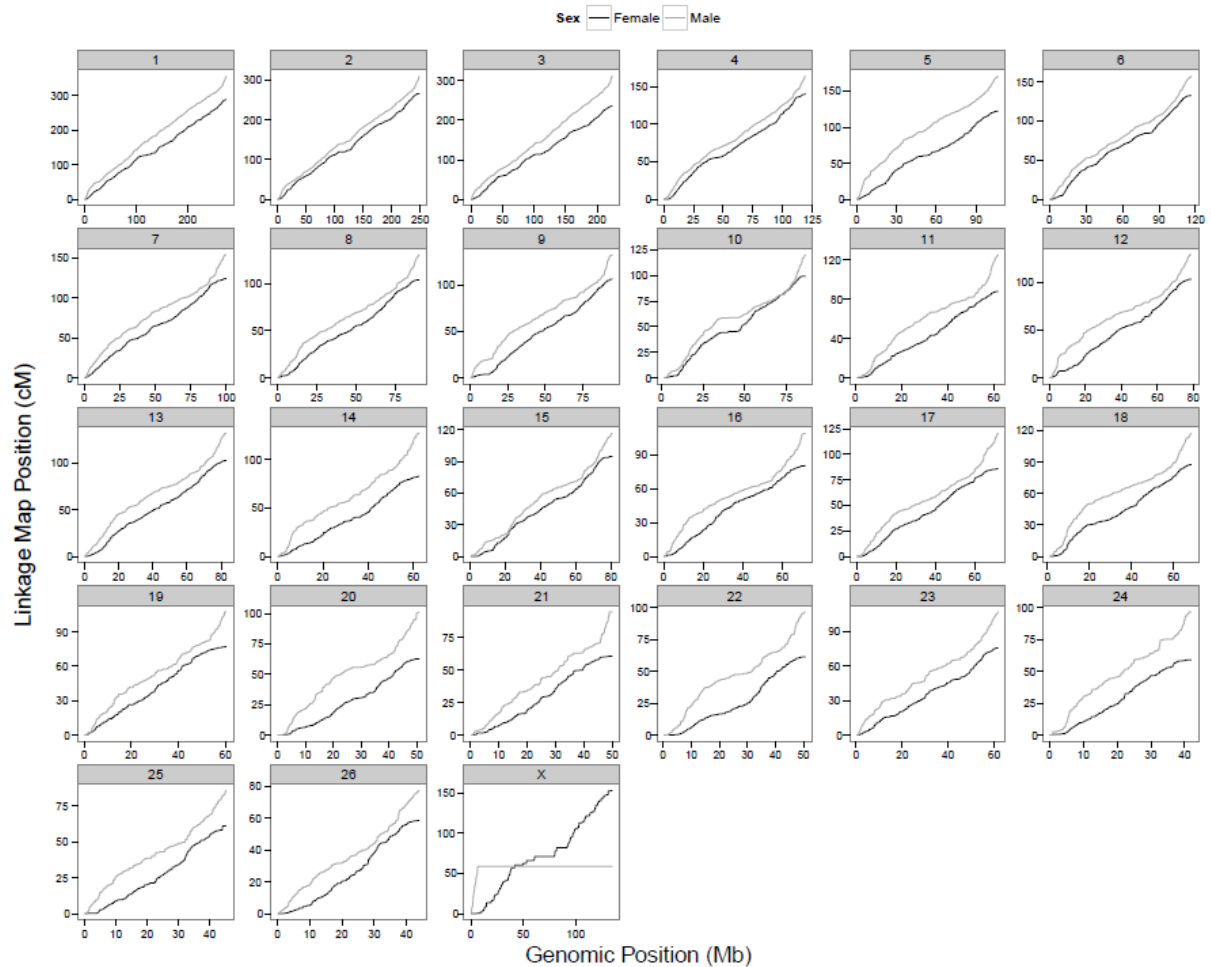 Sex Female Male
1 2 3 4 5 6
300 200 100 0
100 200
300 200 100 0
0 50 100 150 200 250
300 200 100 0
0 50 100 150 200
150 100 50 0
0 25 50 75 100 125
150 100 50 0
0 30 60 90
150 100 50 0
0 30 60 90 120
7 8 9 10 11 12
150 100 50 0
0 25 50 75 100
100 50 0
0 25 50 75
100 50 0
0 25 50 75
125 100 75 50 25 0
0 25 50 75
120 80 40 0
0 20 40 60
100 50 0
0 20 40 60 80
13 14 15 16 17 18
100 50 0
0 20 40 60 80
100 50 0
0 20 40 60
120 90 60 30 0
0 20 40 60 80
90 60 30 0
0 20 40 60
125 100 75 50 25 0
0 20 40 60
120 90 60 30 0
0 20 40 60
19 20 21 22 23 24
90 60 30 0
0 20 40 60
100 75 50 25 0
0 10 20 30 40 50
75 50 25 0
0 10 20 30 40 50
100 75 50 25 0
0 10 20 30 40 50
90 60 30 0
0 20 40 60
100 75 50 25 0
0 10 20 30 40
25 26 X
75 50 25 0
0 10 20 30 40
80 60 40 20 0
0 10 20 30 40
150 100 50 0
0 50 100
Linkage Map Position (cM)
Genomic Position (Mb)